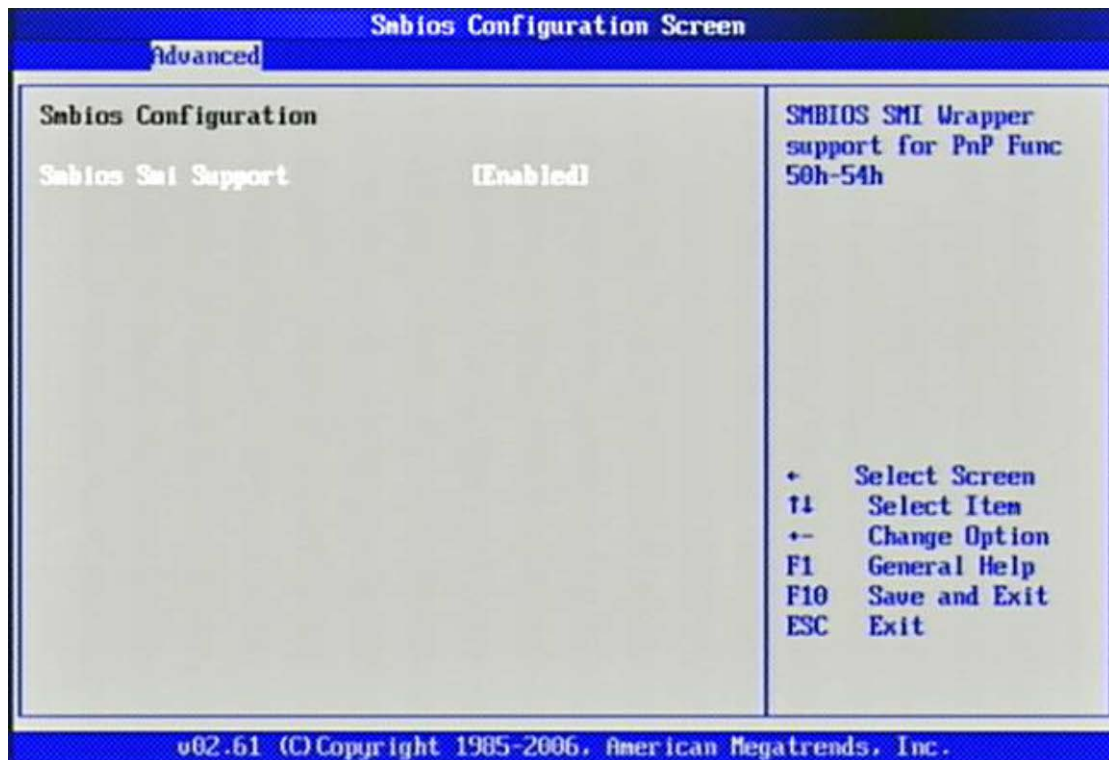 Smbios Configuration Screen
Advanced
Smbios Configuration
Smbios Smi Support [Enabled]
SMBIOS SMI Wrapper
support for PnP Func
50h-54h
← Select Screen
↑↓ Select Item
+- Change Option
F1 General Help
F10 Save and Exit
ESC Exit
v02.61 (C)Copyright 1985-2006, American Megatrends, Inc.